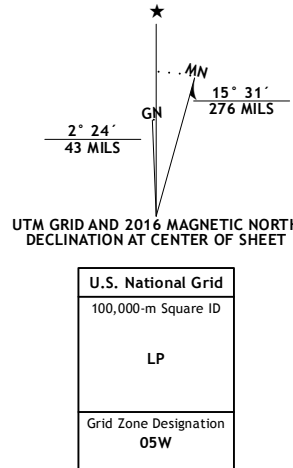 MN
GN
15° 31´
276 MILS
2° 24´
43 MILS
UTM GRID AND 2016 MAGNETIC NORTH
DECLINATION AT CENTER OF SHEET
U.S. National Grid
100,000-m Square ID
LP
Grid Zone Designation
05W